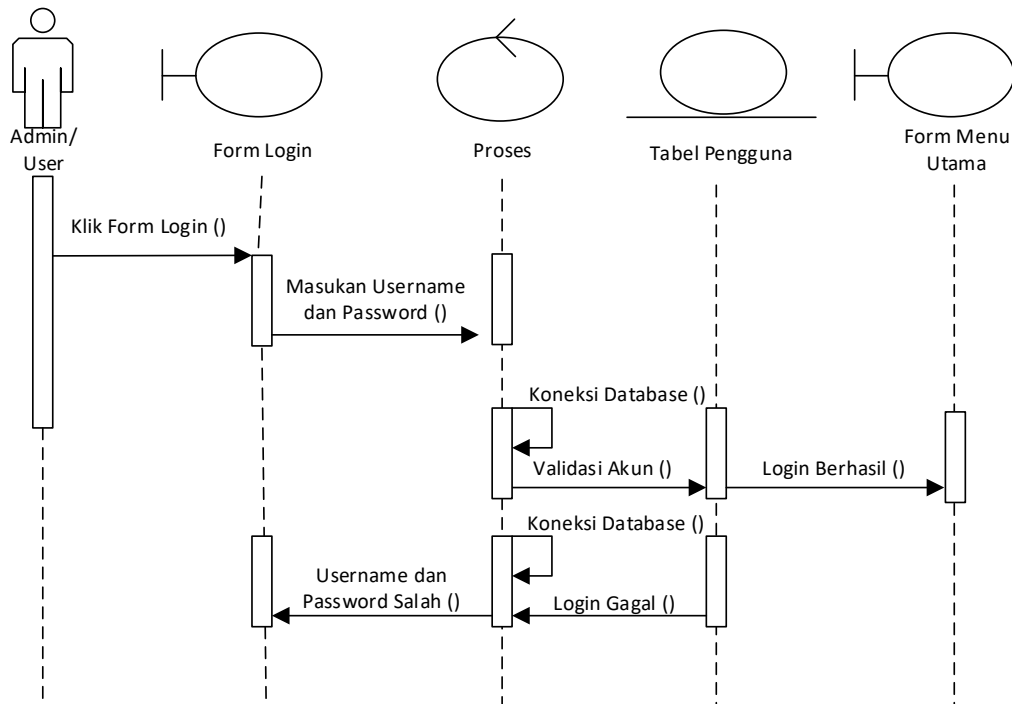 Admin/
User
Form Login
Proses
Tabel Pengguna
Form Menu
Utama
Klik Form Login ()
Masukan Username
dan Password ()
Koneksi Database ()
Validasi Akun ()
Login Berhasil ()
Koneksi Database ()
Username dan
Password Salah ()
Login Gagal ()